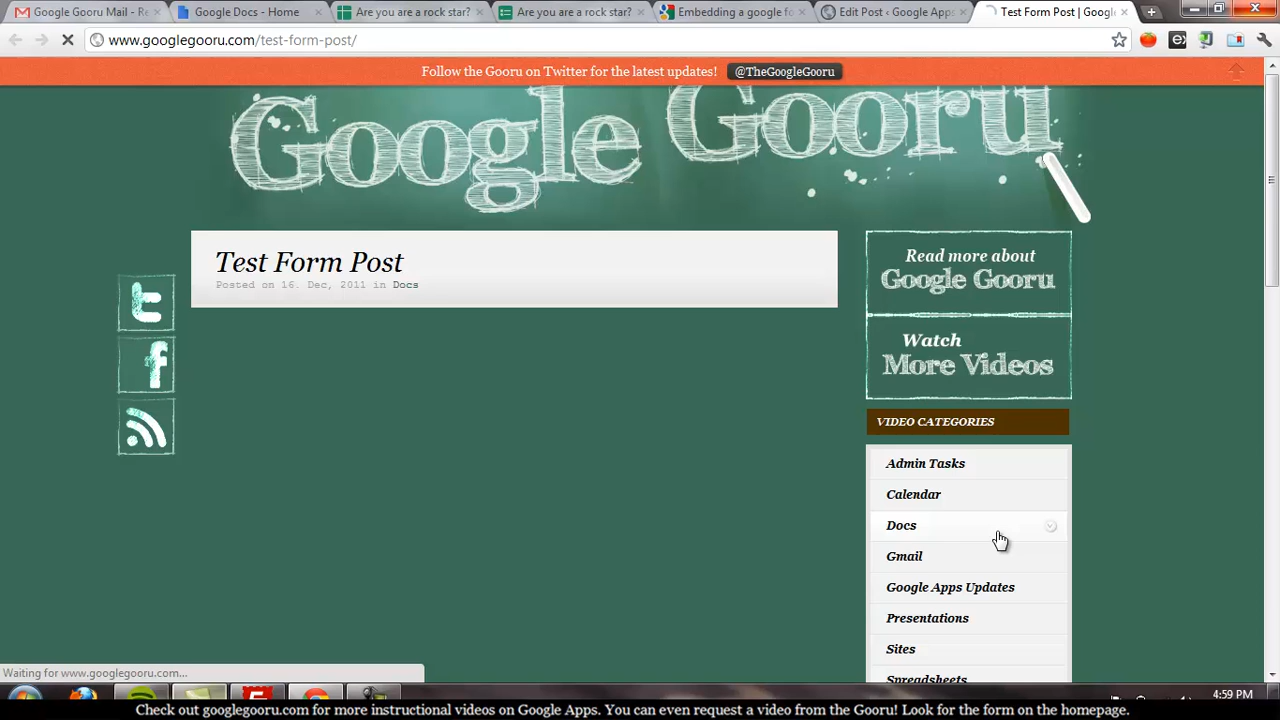 Google Gooru Mail - Re
Google Docs - Home
Are you are a rock star?
Are you are a rock star?
Embedding a google fo
Edit Post ‹ Google Apps
Test Form Post | Googl
www.googlegooru.com/test-form-post/
Follow the Gooru on Twitter for the latest updates! @TheGoogleGooru
Google Gooru
Test Form Post
Posted on 16. Dec, 2011 in Docs
Read more about
Google Gooru
Watch
More Videos
VIDEO CATEGORIES
Admin Tasks
Calendar
Docs
Gmail
Google Apps Updates
Presentations
Sites
Spreadsheets
Waiting for www.googlegooru.com...
4:59 PM
Check out googlegooru.com for more instructional videos on Google Apps. You can even request a video from the Gooru! Look for the form on the homepage.